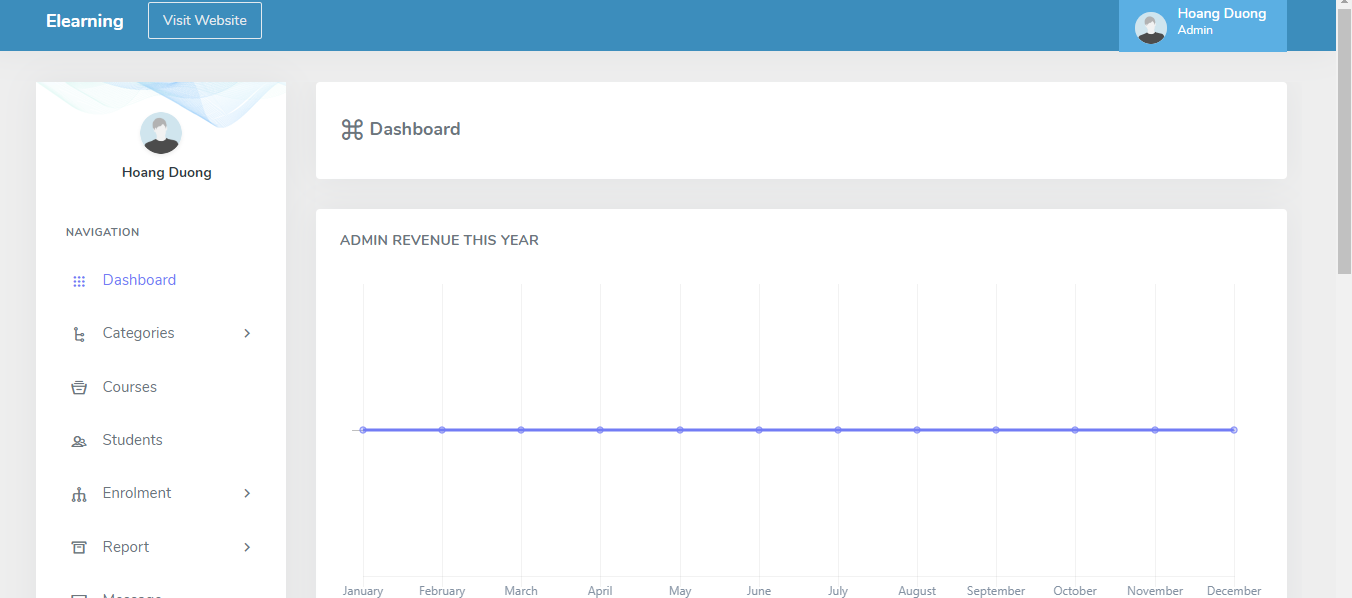 Elearning
Visit Website
Hoang Duong
Admin
Hoang Duong
NAVIGATION
Dashboard
Categories
Courses
Students
Enrolment
Report
Message
Dashboard
ADMIN REVENUE THIS YEAR
January February March April May June July August September October November December